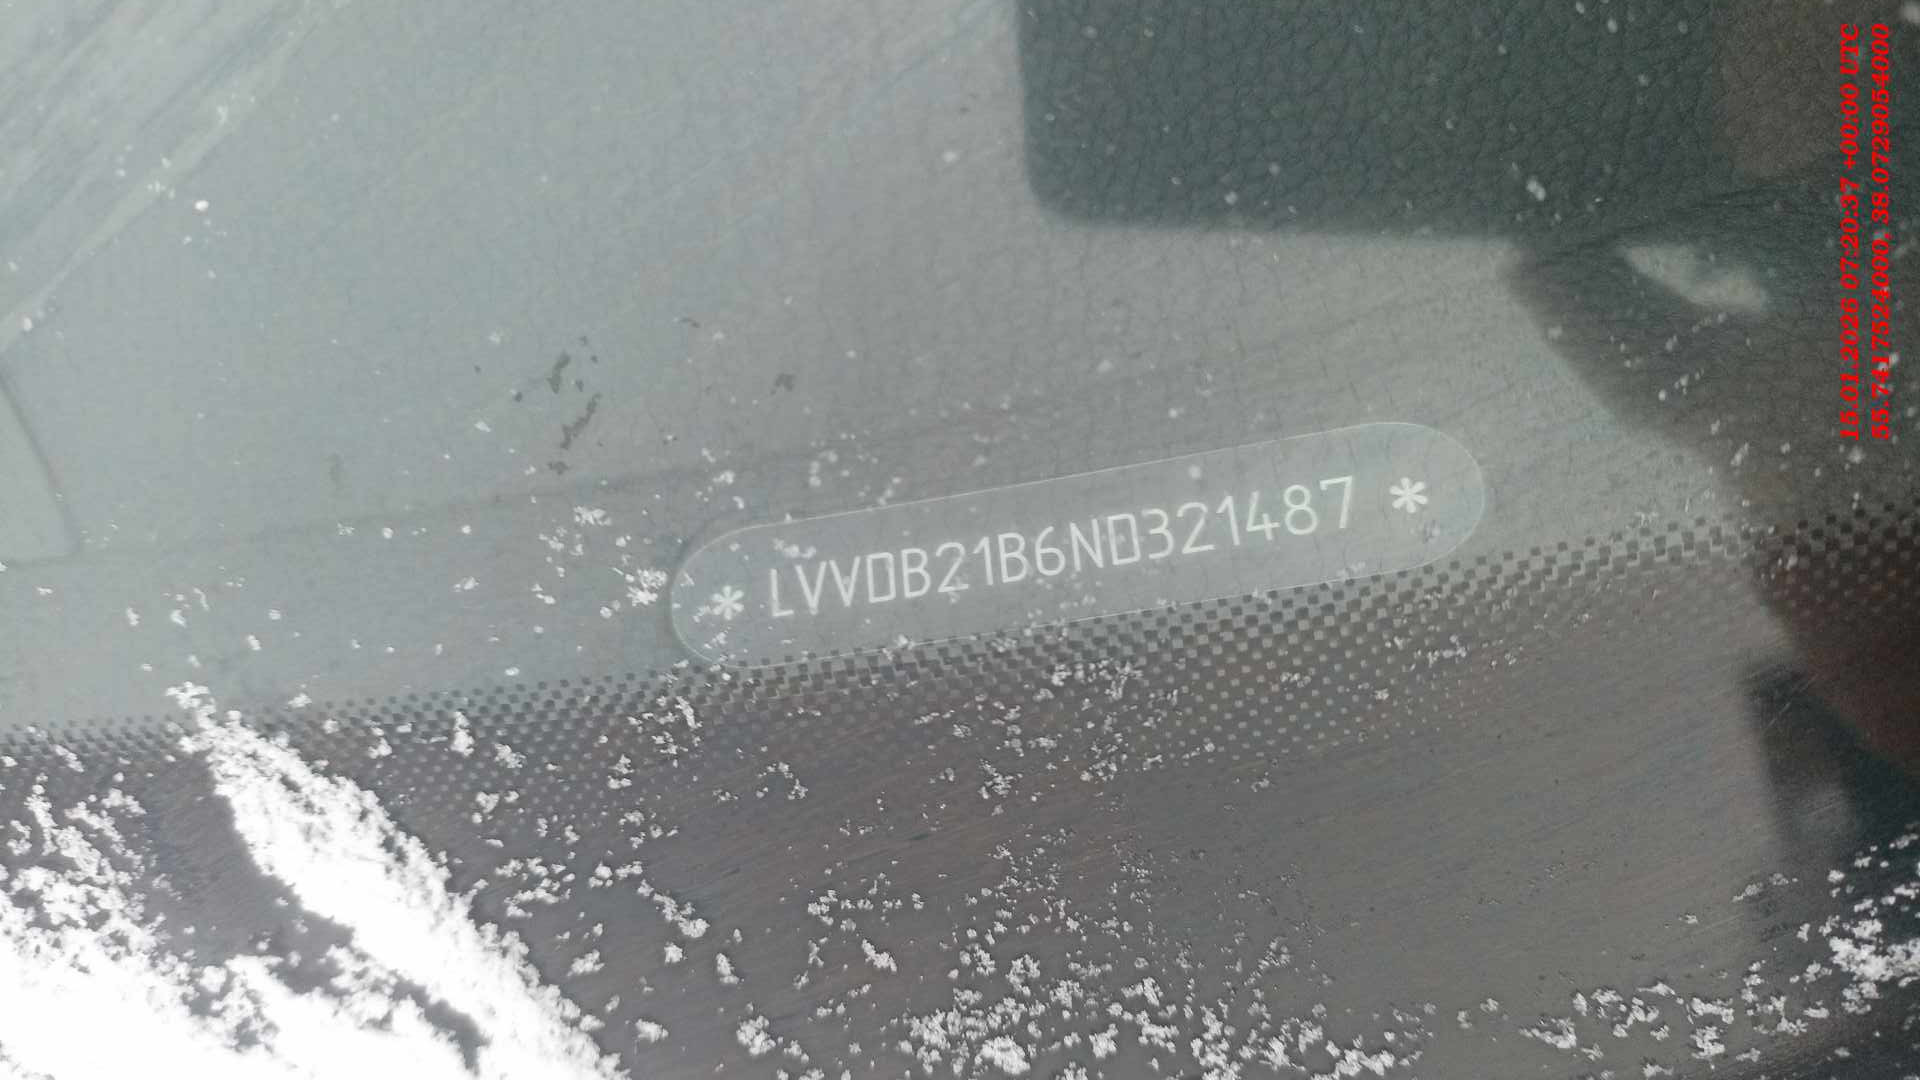 * LVVDB21B6ND321487 *
15.01.2026 07:20:37 +00:00 UTC
55.7417524000, 38.0729054000